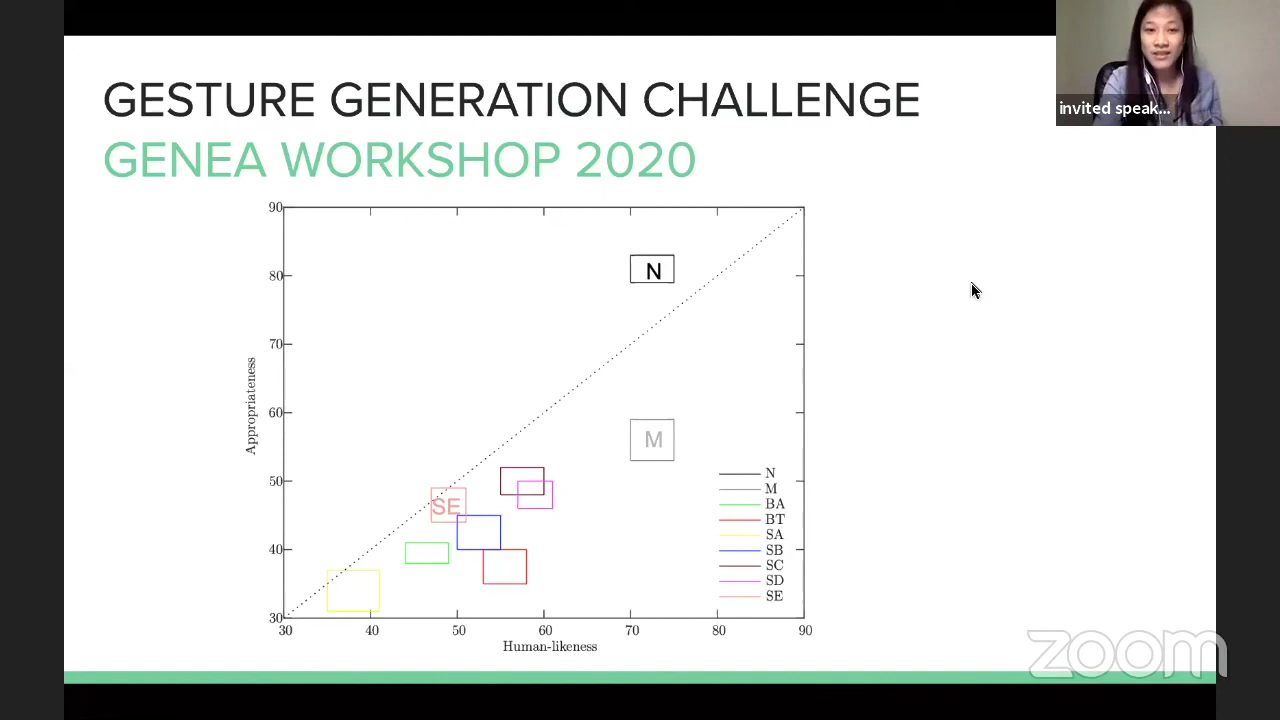 GESTURE GENERATION CHALLENGE
GENEA WORKSHOP 2020
invited speak...
90
80
70
60
50
40
30
Appropriateness
N
M
SE
N
M
BA
BT
SA
SB
SC
SD
SE
30 40 50 60 70 80 90
Human-likeness
zoom